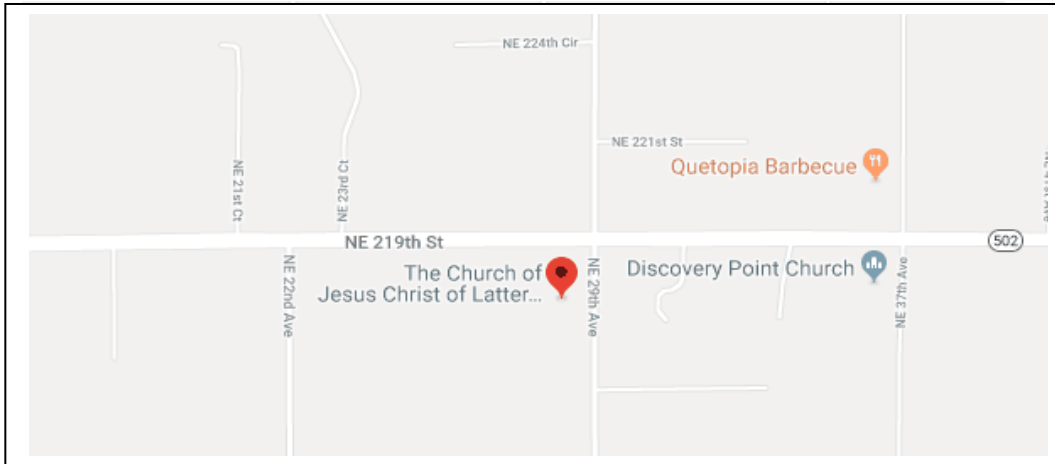 NE 224th Cir
NE 221st St
Quetopia Barbecue
NE 21st Ct
NE 23rd Ct
NE 219th St
502
The Church of
Jesus Christ of Latter...
Discovery Point Church
NE 22nd Ave
NE 29th Ave
NE 37th Ave